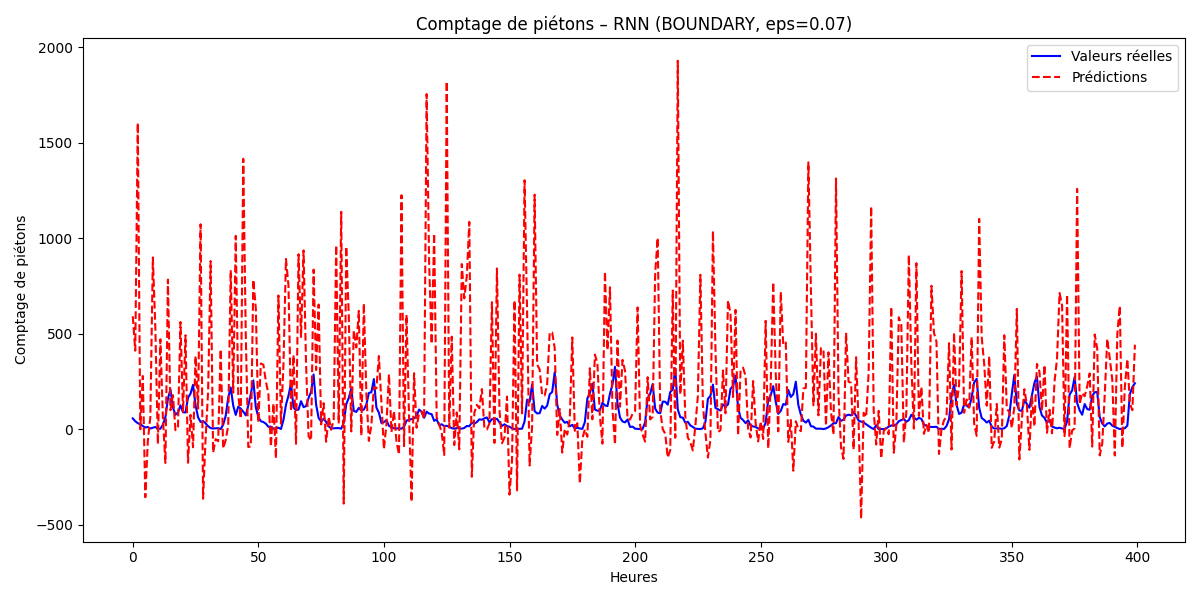 Comptage de piétons – RNN (BOUNDARY, eps=0.07)
Valeurs réelles
Prédictions
Comptage de piétons
2000
1500
1000
500
0
−500
0 50 100 150 200 250 300 350 400
Heures